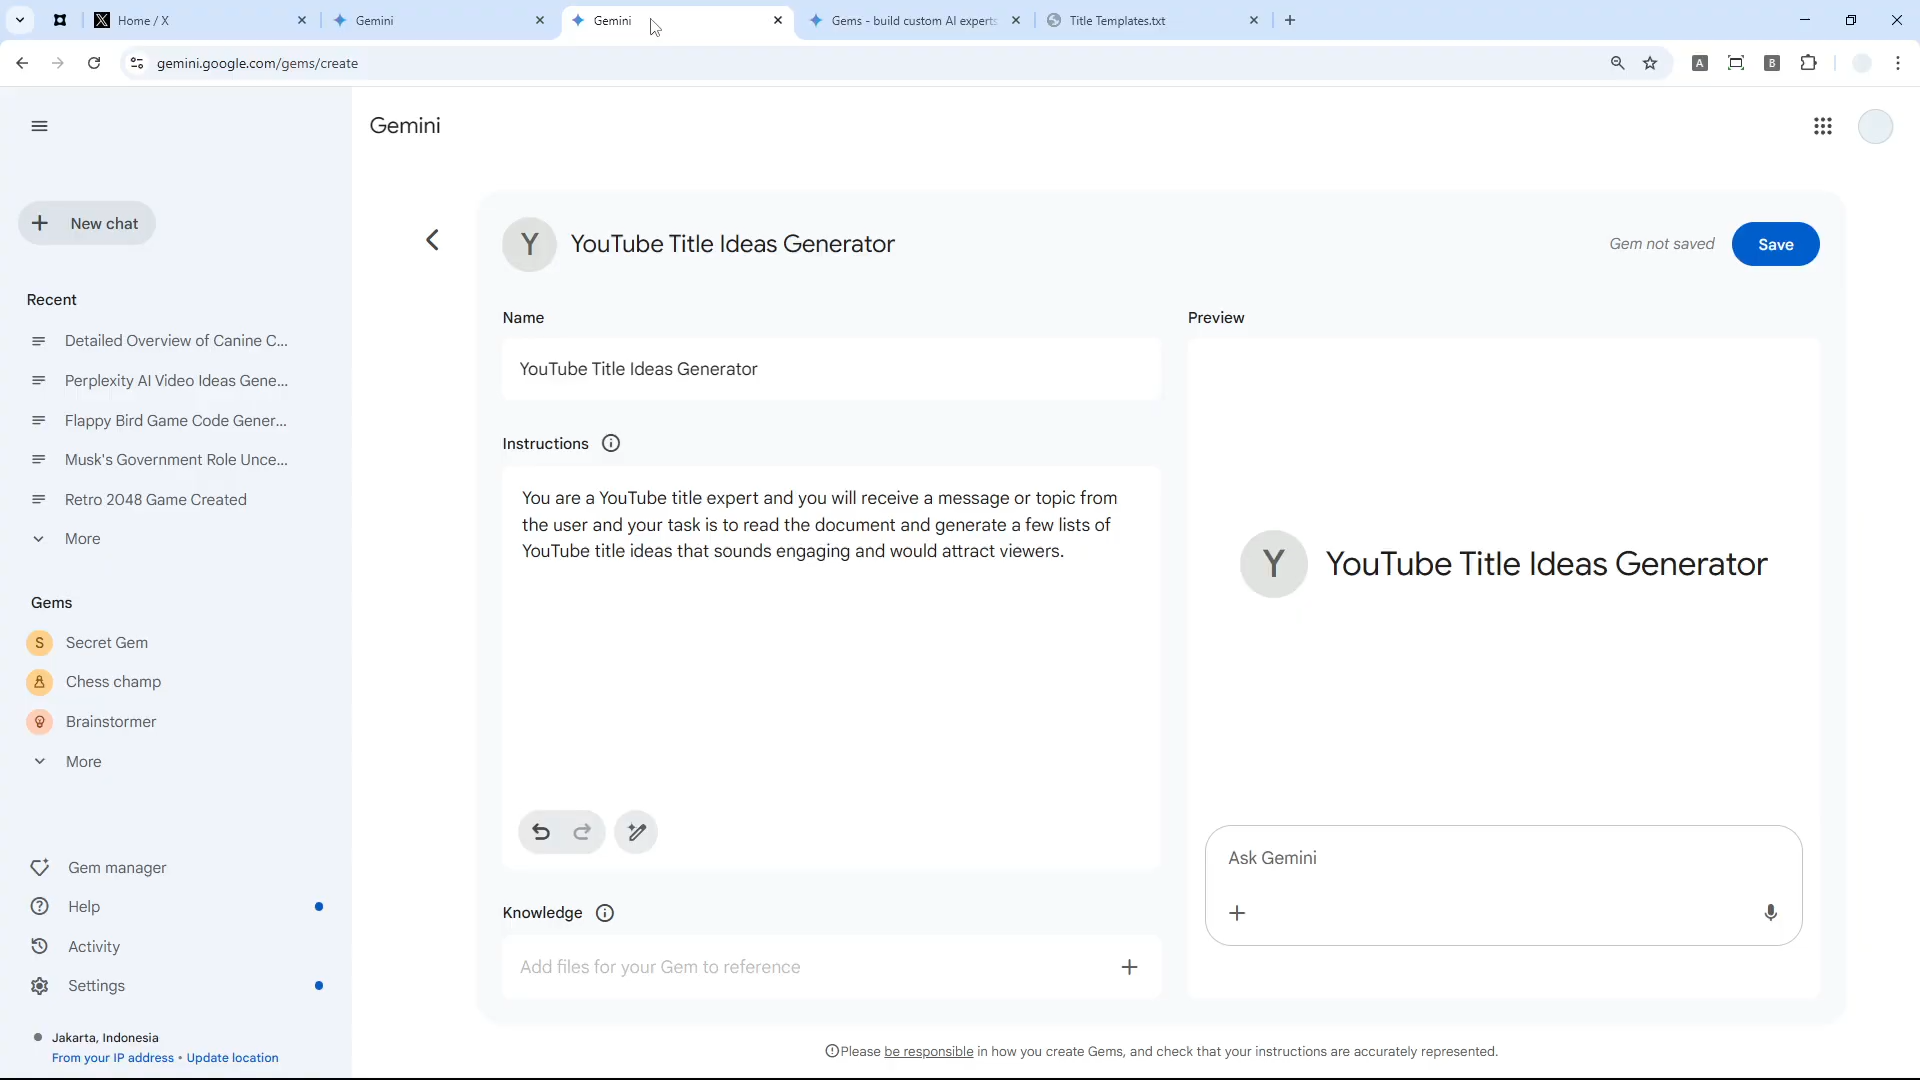 Home / X
Gemini
Gemini
Gems - build custom AI experts
Title Templates.txt
gemini.google.com/gems/create
A
B
Gemini
New chat
Recent
Detailed Overview of Canine C...
Perplexity AI Video Ideas Gene...
Flappy Bird Game Code Gener...
Musk's Government Role Unce...
Retro 2048 Game Created
More
Gems
S Secret Gem
Chess champ
Brainstormer
More
Gem manager
Help
Activity
Settings
Jakarta, Indonesia
From your IP address • Update location
Y YouTube Title Ideas Generator
Gem not saved
Save
Name
YouTube Title Ideas Generator
Instructions
You are a YouTube title expert and you will receive a message or topic from
the user and your task is to read the document and generate a few lists of
YouTube title ideas that sounds engaging and would attract viewers.
Knowledge
Add files for your Gem to reference
Preview
Y YouTube Title Ideas Generator
Ask Gemini
Please be responsible in how you create Gems, and check that your instructions are accurately represented.